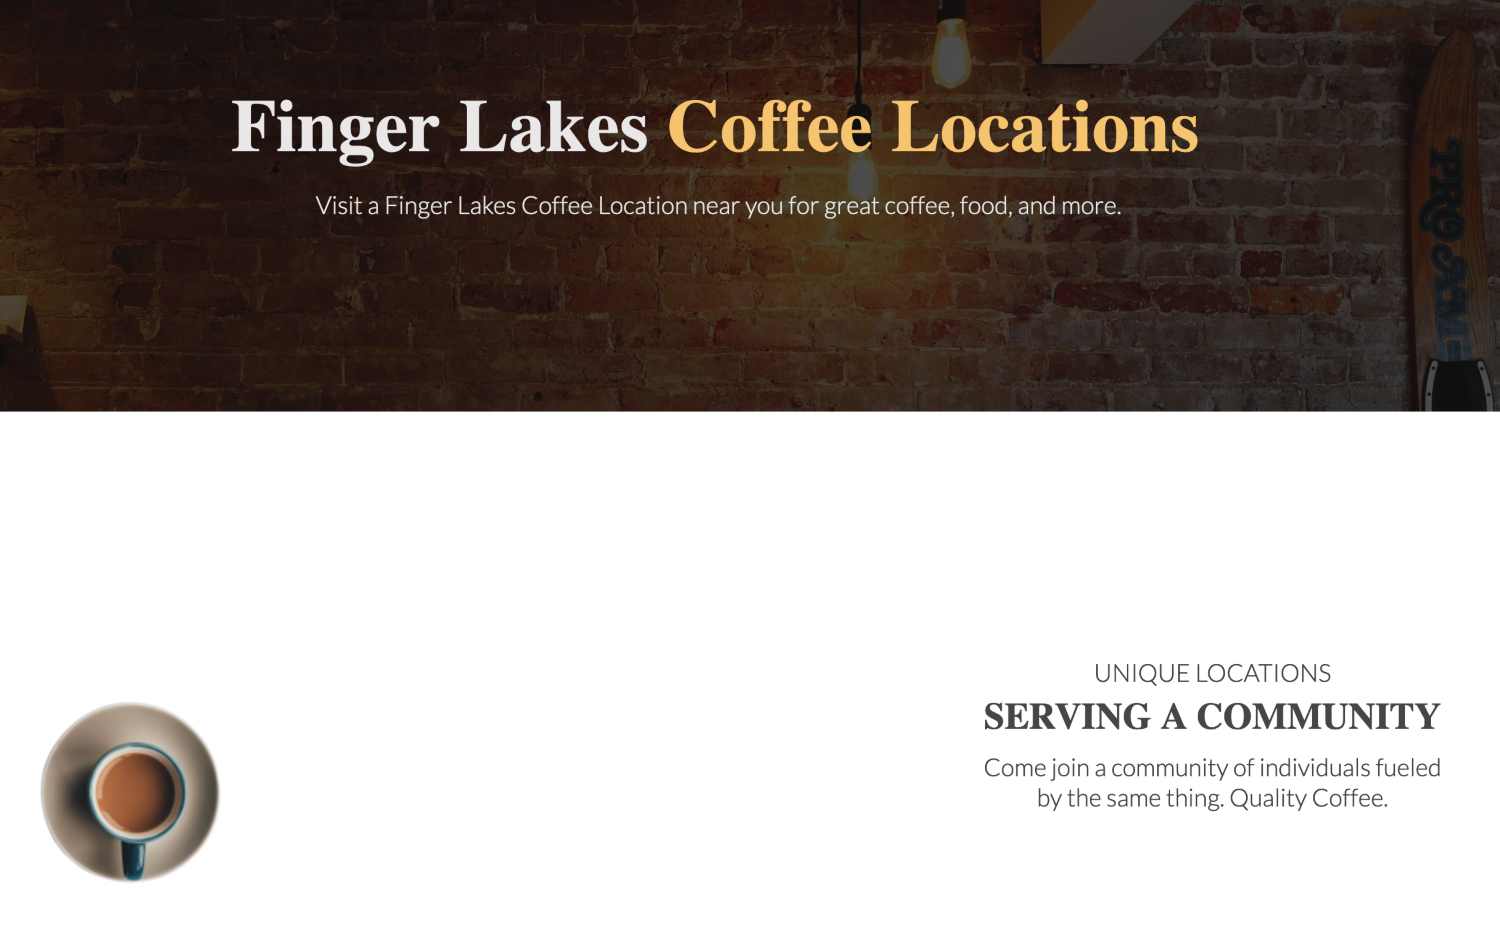 Finger Lakes Coffee Locations
Visit a Finger Lakes Coffee Location near you for great coffee, food, and more.
UNIQUE LOCATIONS
SERVING A COMMUNITY
Come join a community of individuals fueled
by the same thing. Quality Coffee.